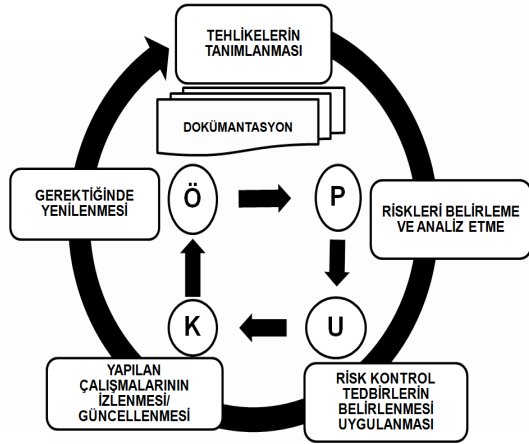 TEHLİKELERİN
TANIMLANMASI
DOKÜMANTASYON
GEREKTİĞİNDE
YENİLENMESİ
Ö
P
RİSKLERİ BELİRLEME
VE ANALİZ ETME
K
U
YAPILAN
ÇALIŞMALARININ
İZLENMESİ/
GÜNCELLENMESİ
RİSK KONTROL
TEDBİRLERİN
BELİRLENMESİ
UYGULANMASI